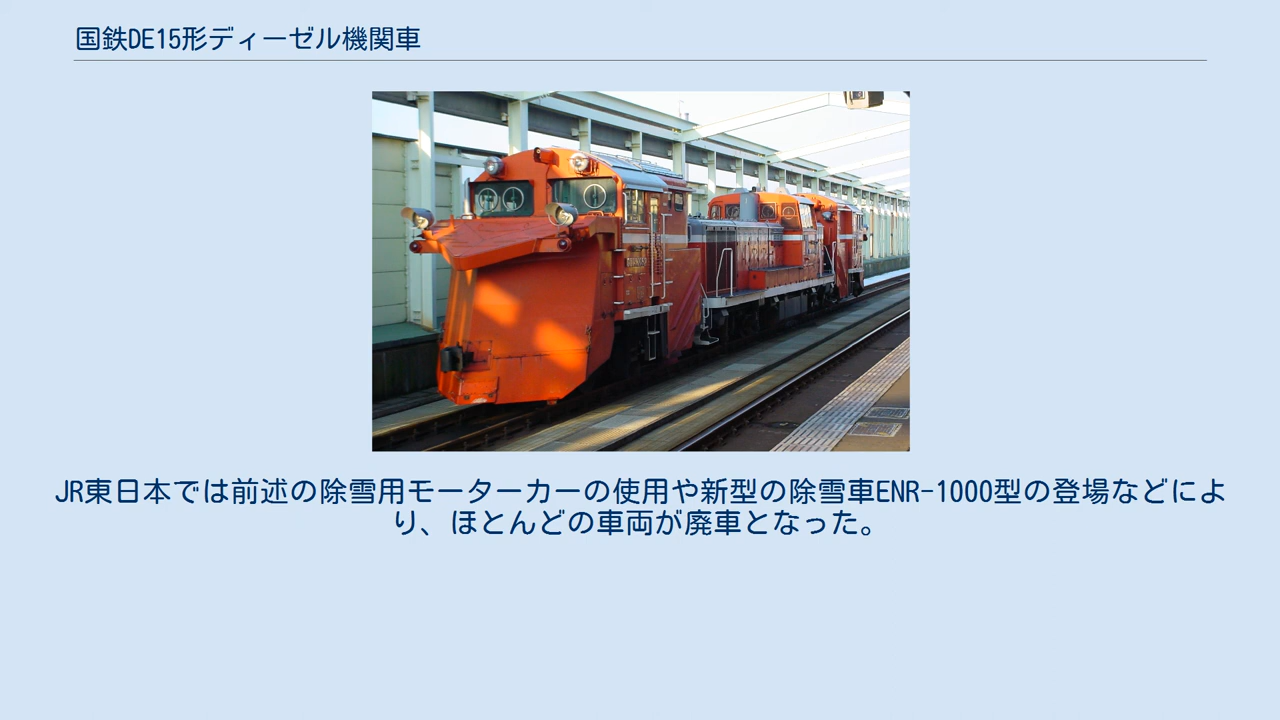 国鉄DE15形ディーゼル機関車
JR東日本では前述の除雪用モーターカーの使用や新型の除雪車ENR-1000型の登場などによ
り、ほとんどの車両が廃車となった。